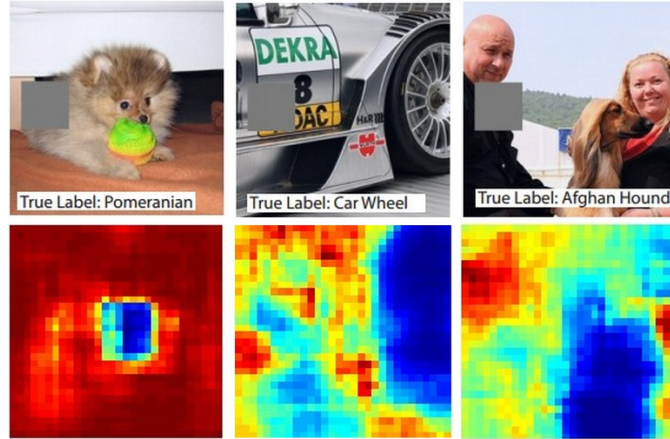 DEKRA
8
DAC
H&R
True Label: Pomeranian
True Label: Car Wheel
True Label: Afghan Hound